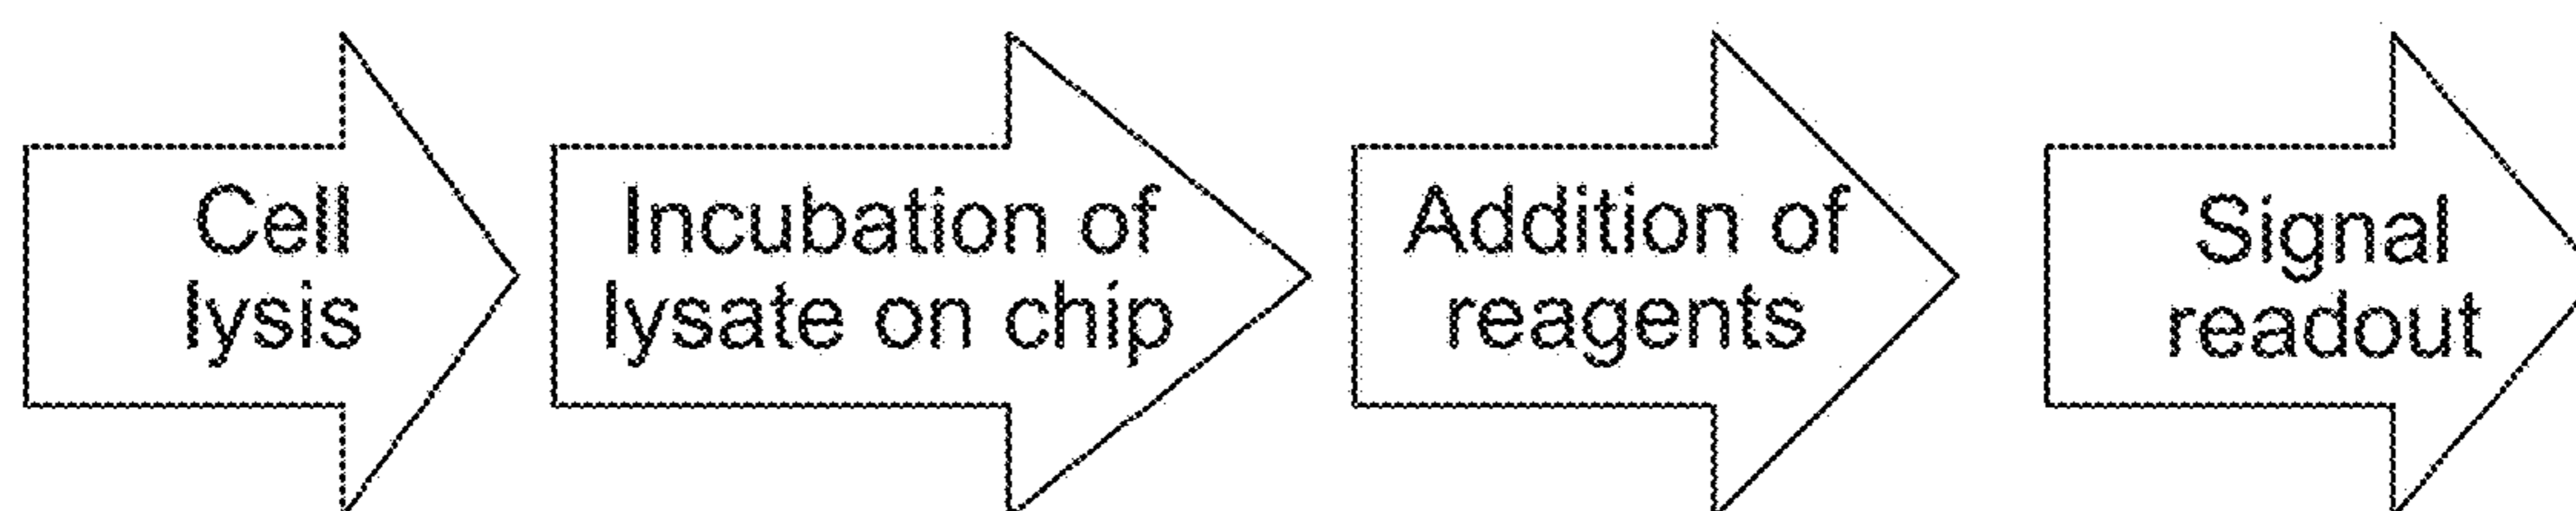 Cell
lysis
Incubation of
lysate on chip
Addition of
reagents
Signal
readout